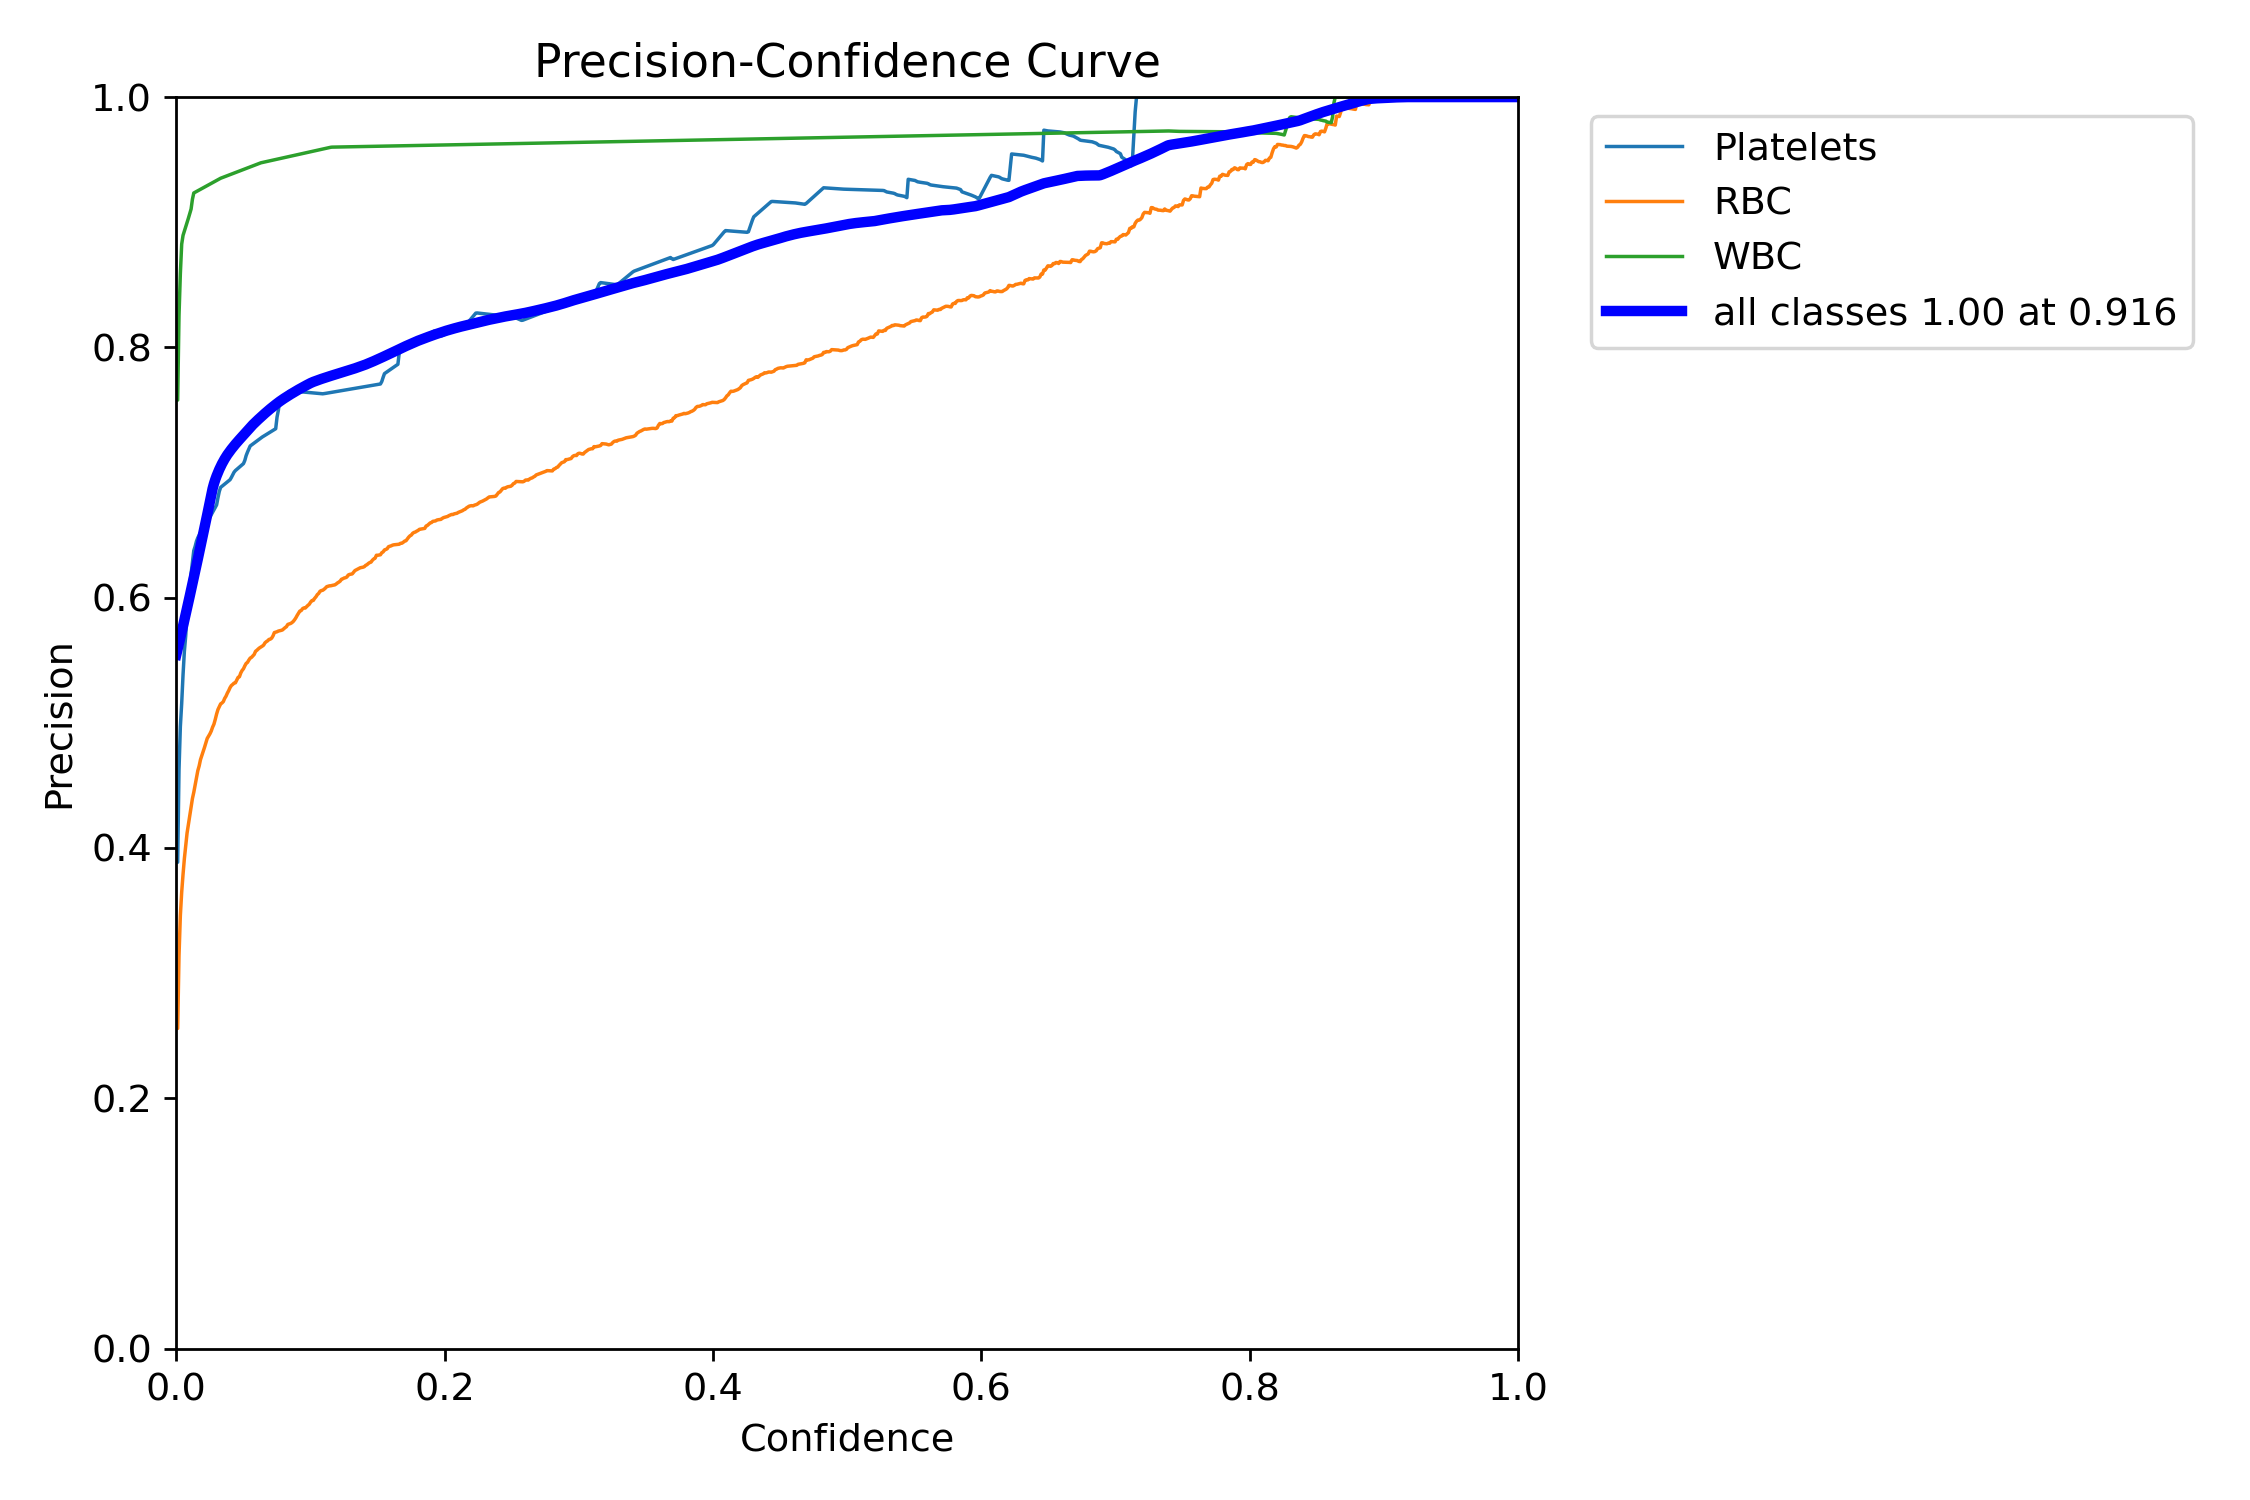 Precision-Confidence Curve
1.0
0.8
0.6
0.4
0.2
0.0
Precision
0.0 0.2 0.4 0.6 0.8 1.0
Confidence
Platelets
RBC
WBC
all classes 1.00 at 0.916